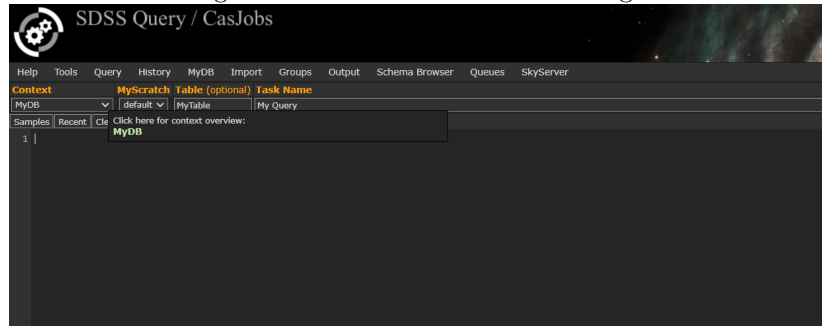 SDSS Query / CasJobs
Help Tools Query History MyDB Import Groups Output Schema Browser Queues SkyServer
Context MyScratch Table (optional) Task Name
MyDB default MyTable My Query
Samples Recent Cle
Click here for context overview:
MyDB
1